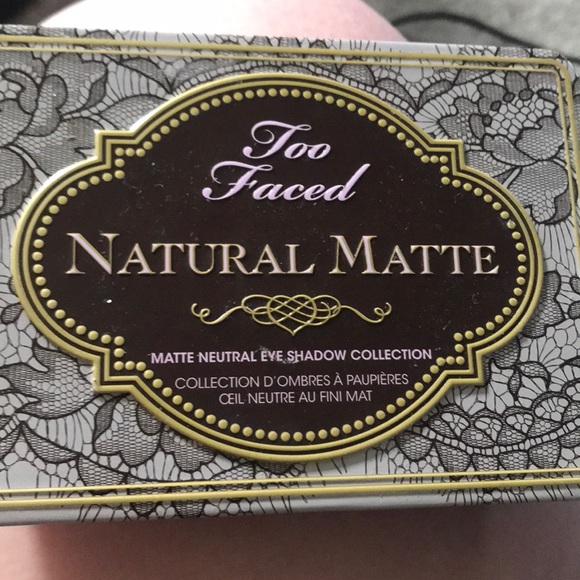 Too
Faced
NATURAL MATTE
MATTE NEUTRAL EYE SHADOW COLLECTION
COLLECTION D'OMBRES À PAUPIÈRES
ŒIL NEUTRE AU FINI MAT